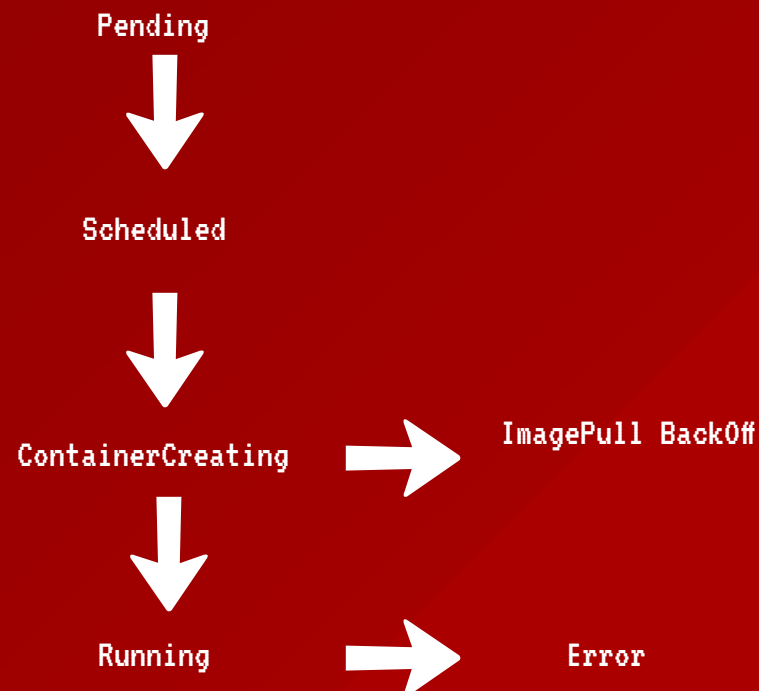 Pending
Scheduled
ImagePull BackOff
ContainerCreating
Running
Error